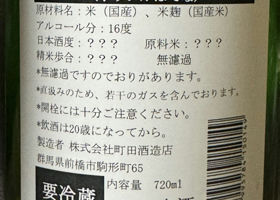 原材料名：米（国産）、米麹（国産米）
アルコール分：16度
日本酒度：？？？　原料米：？？？
精米歩合：？？？
*無濾過ですのでおりがあります。
*直汲みのため、若干のガスを含んでおります。
*開栓には十分ご注意ください。
*飲酒は20歳になってから。
製造者　株式会社町田酒造店
群馬県前橋市駒形町65
要冷蔵
内容量　720ml